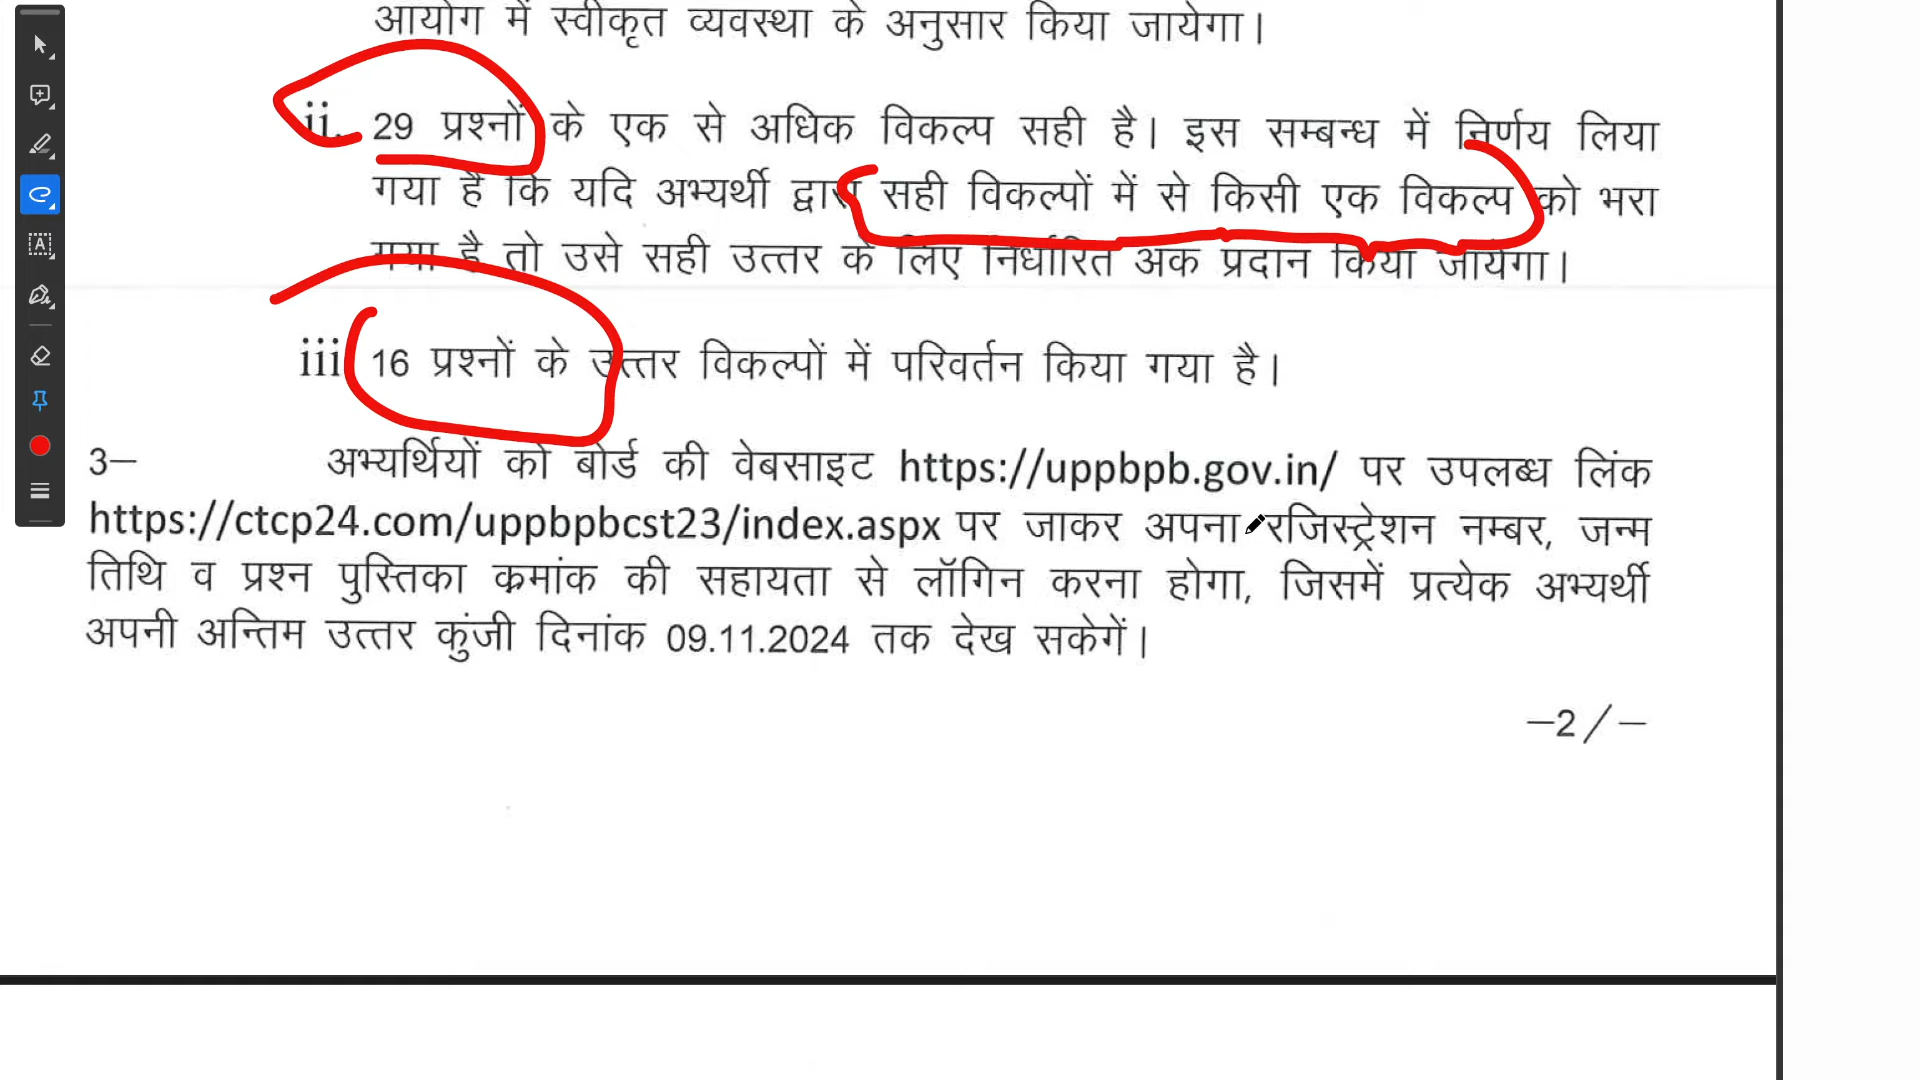 आयोग में स्वीकृत व्यवस्था के अनुसार किया जायेगा।
ii. 29 प्रश्नों के एक से अधिक विकल्प सही है। इस सम्बन्ध में निर्णय लिया
गया है कि यदि अभ्यर्थी द्वारा सही विकल्पों में से किसी एक विकल्प को भरा
गया है तो उसे सही उत्तर के लिए निर्धारित अंक प्रदान किया जायेगा।
iii 16 प्रश्नों के उत्तर विकल्पों में परिवर्तन किया गया है।
3— अभ्यर्थियों को बोर्ड की वेबसाइट https://uppbpb.gov.in/ पर उपलब्ध लिंक
https://ctcp24.com/uppbpbcst23/index.aspx पर जाकर अपना रजिस्ट्रेशन नम्बर, जन्म
तिथि व प्रश्न पुस्तिका क्रमांक की सहायता से लॉगिन करना होगा, जिसमें प्रत्येक अभ्यर्थी
अपनी अन्तिम उत्तर कुंजी दिनांक 09.11.2024 तक देख सकेगें।
—2/—